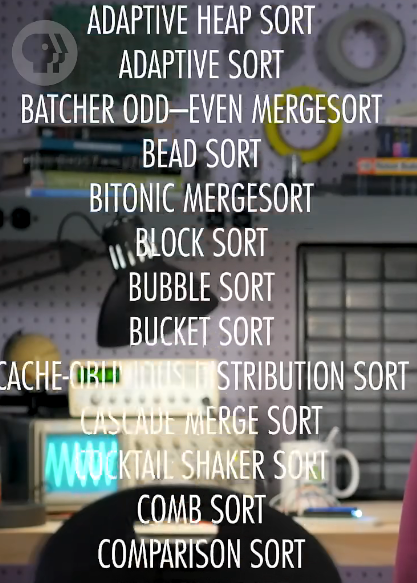 ADAPTIVE HEAP SORT
ADAPTIVE SORT
BATCHER ODD–EVEN MERGESORT
BEAD SORT
BITONIC MERGESORT
BLOCK SORT
BUBBLE SORT
BUCKET SORT
CACHE-OBLIVIOUS DISTRIBUTION SORT
CASCADE MERGE SORT
COCKTAIL SHAKER SORT
COMB SORT
COMPARISON SORT